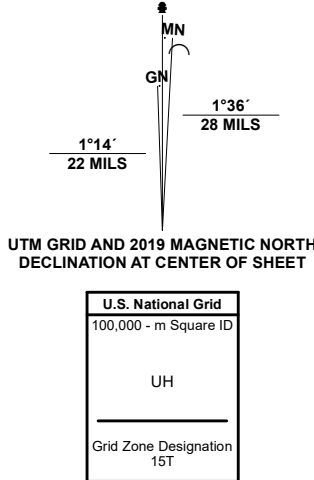 MN
GN
1°36´
28 MILS
1°14´
22 MILS
UTM GRID AND 2019 MAGNETIC NORTH
DECLINATION AT CENTER OF SHEET
U.S. National Grid
100,000 - m Square ID
UH
Grid Zone Designation
15T